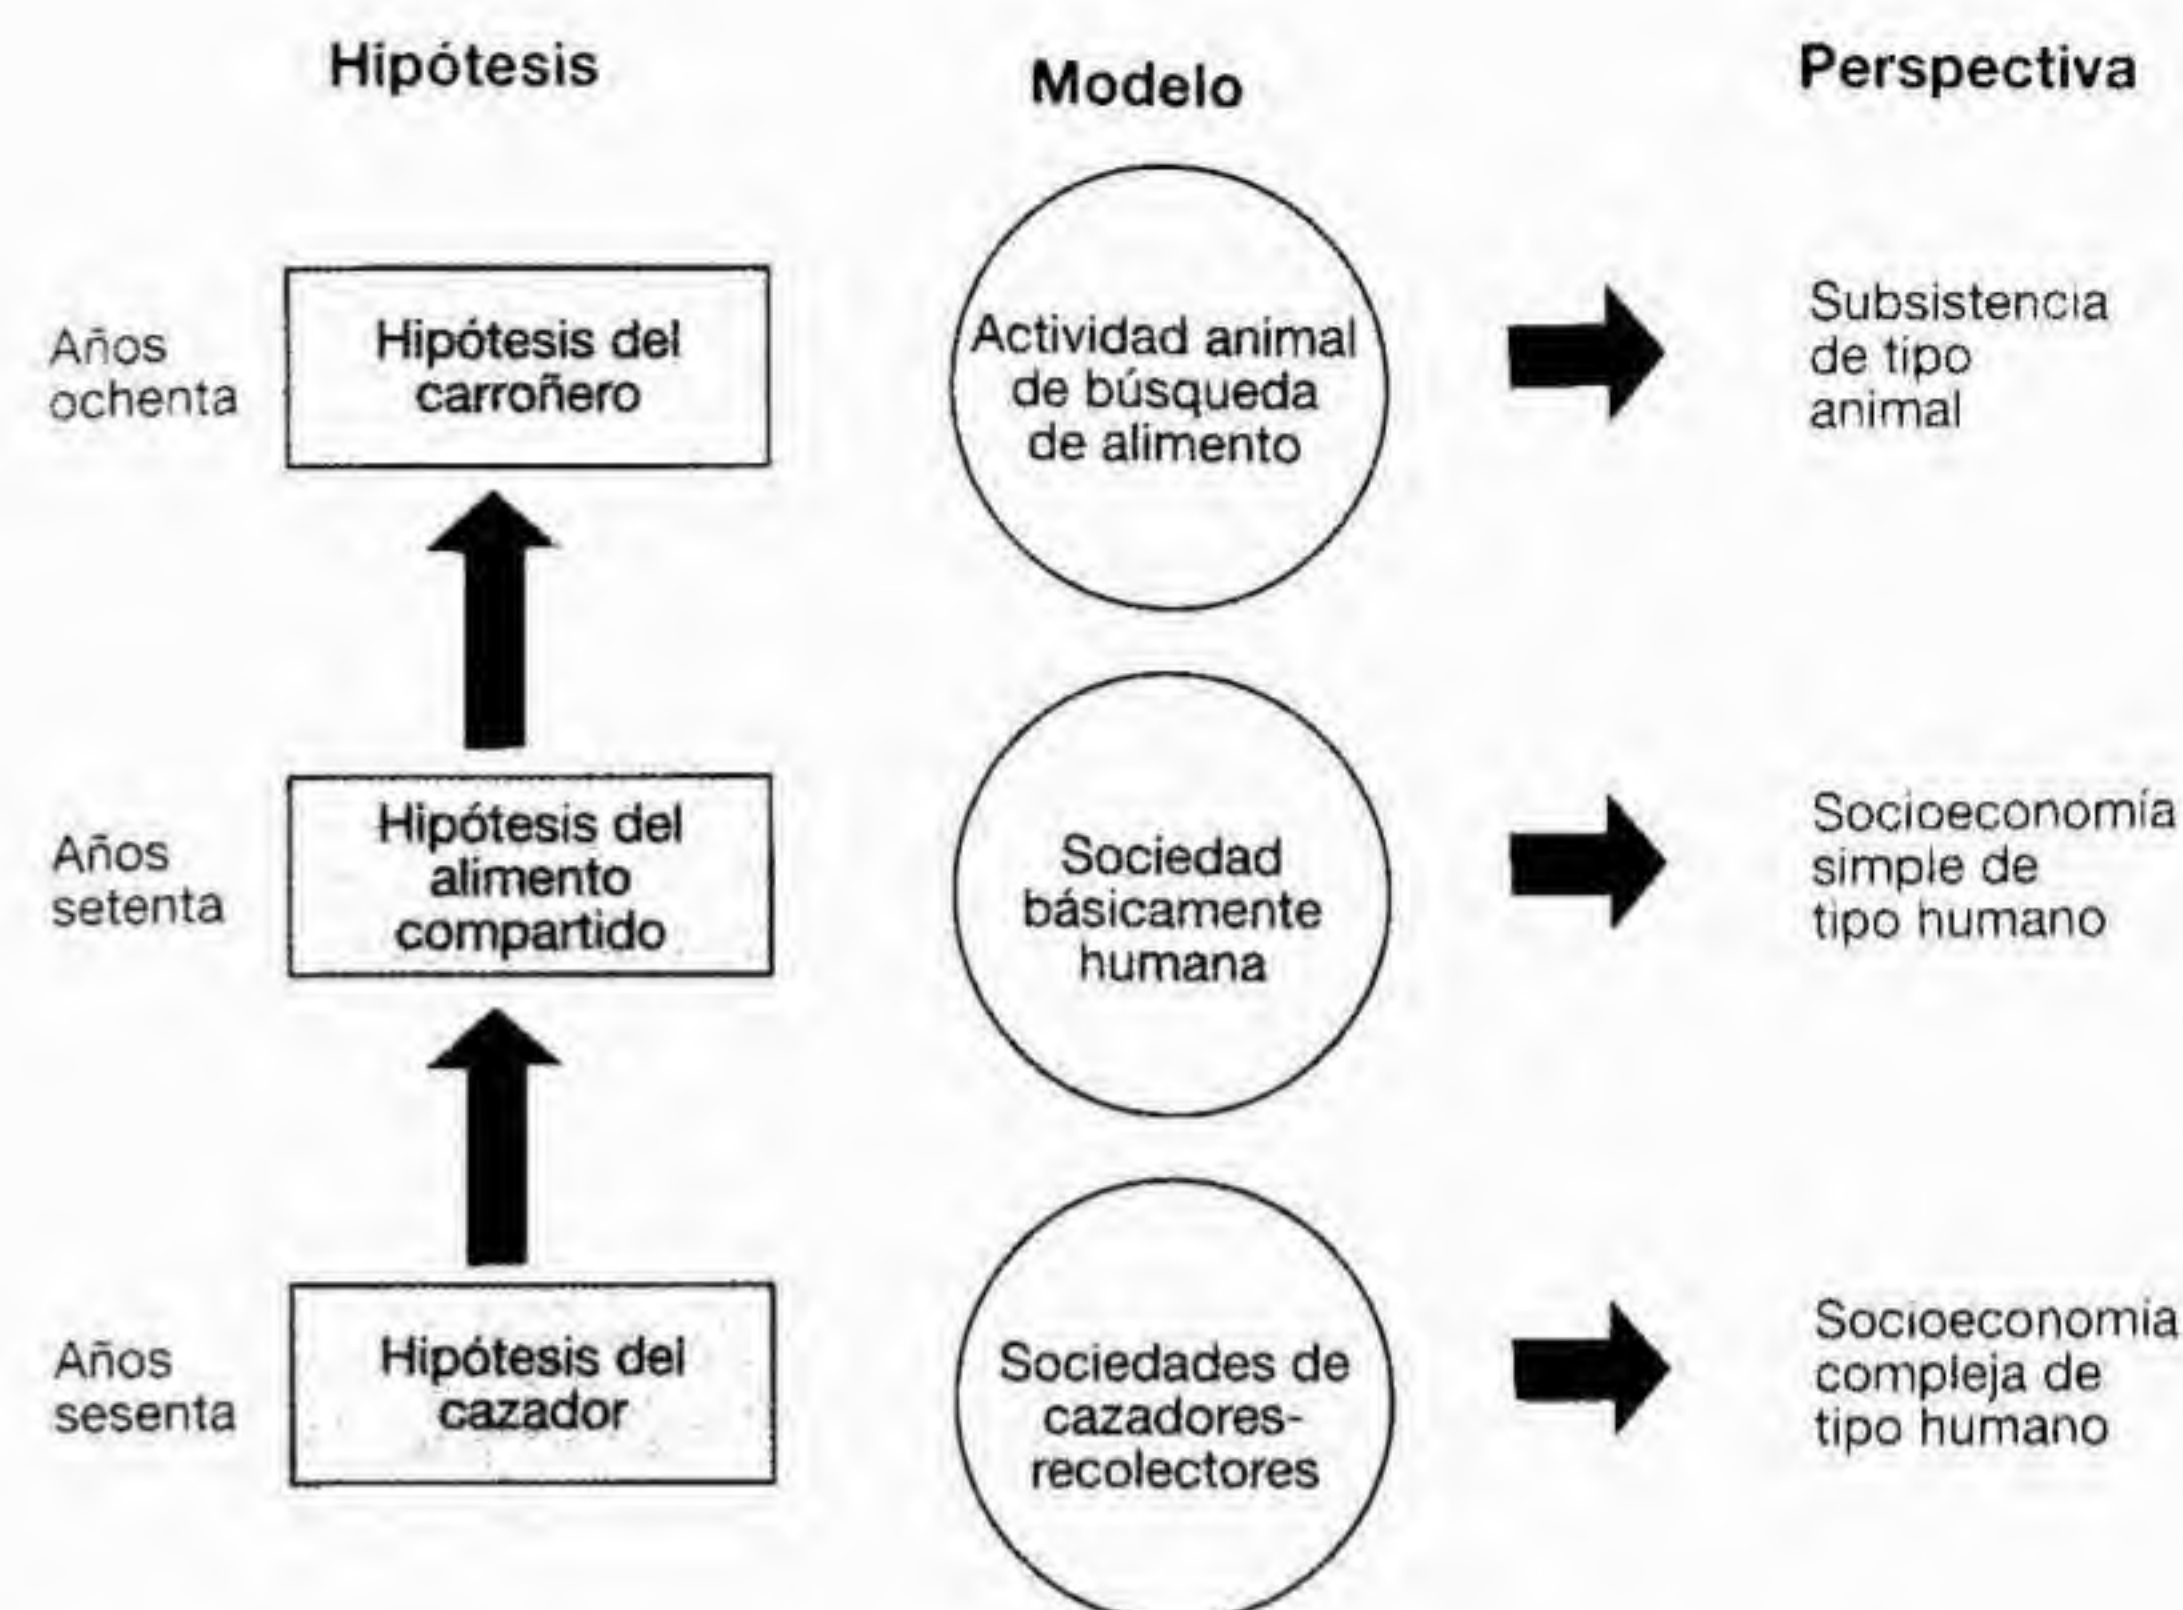 Hipótesis
Modelo
Perspectiva
Años
ochenta
Hipótesis del
carroñero
Actividad animal
de búsqueda
de alimento
Subsistencia
de tipo
animal
Años
setenta
Hipótesis del
alimento
compartido
Sociedad
básicamente
humana
Socioeconomía
simple de
tipo humano
Años
sesenta
Hipótesis del
cazador
Sociedades de
cazadores-
recolectores
Socioeconomía
compleja de
tipo humano